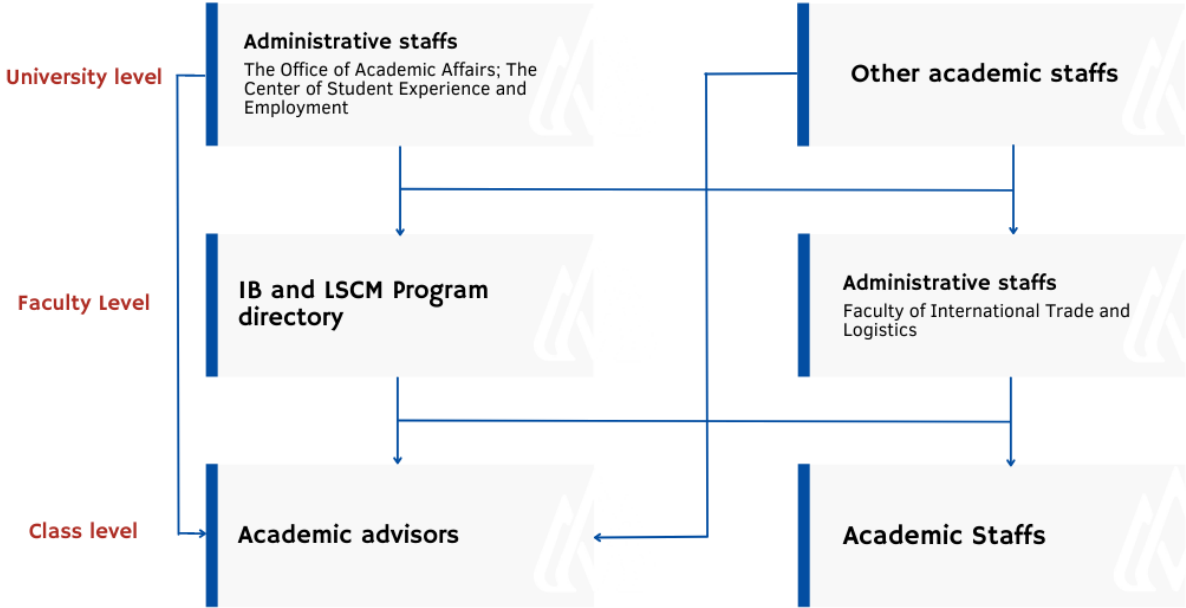 University level
Administrative staffs
The Office of Academic Affairs; The
Center of Student Experience and
Employment
Other academic staffs
Faculty Level
IB and LSCM Program
directory
Administrative staffs
Faculty of International Trade and
Logistics
Class level
Academic advisors
Academic Staffs